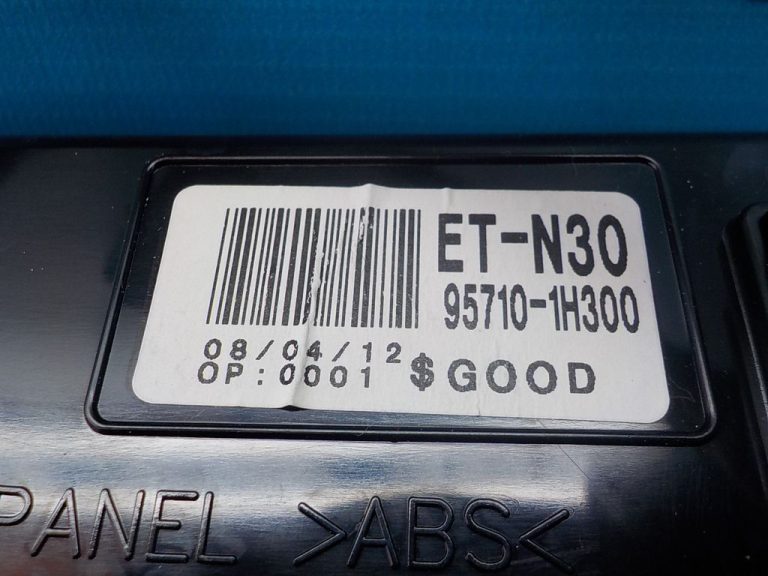 ET-N30
95710-1H300
08/04/12
OP:0001 $GOOD
PANEL >ABS<